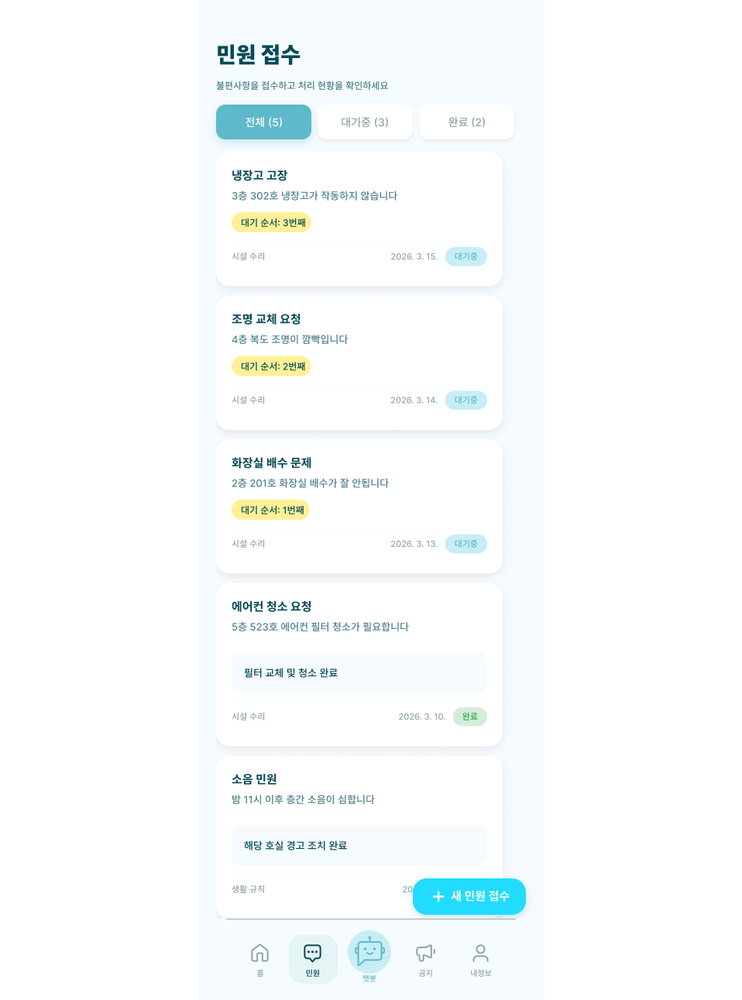 민원 접수
불편사항을 접수하고 처리 현황을 확인하세요
전체 (5) 대기중 (3) 완료 (2)
냉장고 고장
3층 302호 냉장고가 작동하지 않습니다
대기 순서: 3번째
시설 수리 2026. 3. 15. 대기중
조명 교체 요청
4층 복도 조명이 깜빡입니다
대기 순서: 2번째
시설 수리 2026. 3. 14. 대기중
화장실 배수 문제
2층 201호 화장실 배수가 잘 안됩니다
대기 순서: 1번째
시설 수리 2026. 3. 13. 대기중
에어컨 청소 요청
5층 523호 에어컨 필터 청소가 필요합니다
필터 교체 및 청소 완료
시설 수리 2026. 3. 10. 완료
소음 민원
밤 11시 이후 층간 소음이 심합니다
해당 호실 경고 조치 완료
생활 규칙 20
+ 새 민원 접수
홈 민원 챗봇 공지 내정보